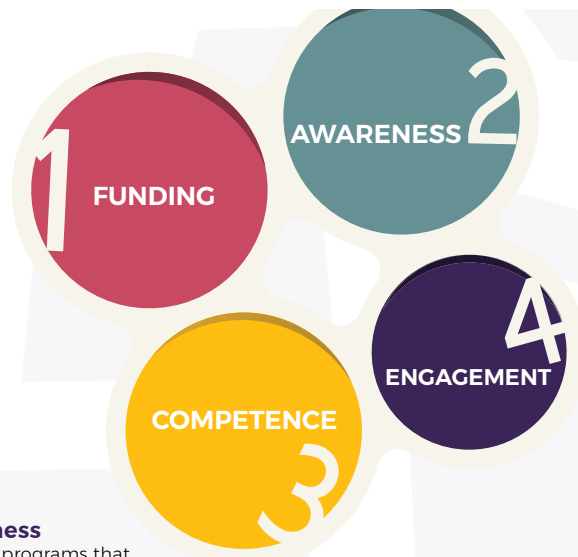 1
FUNDING
2
AWARENESS
3
COMPETENCE
4
ENGAGEMENT
ness
programs that